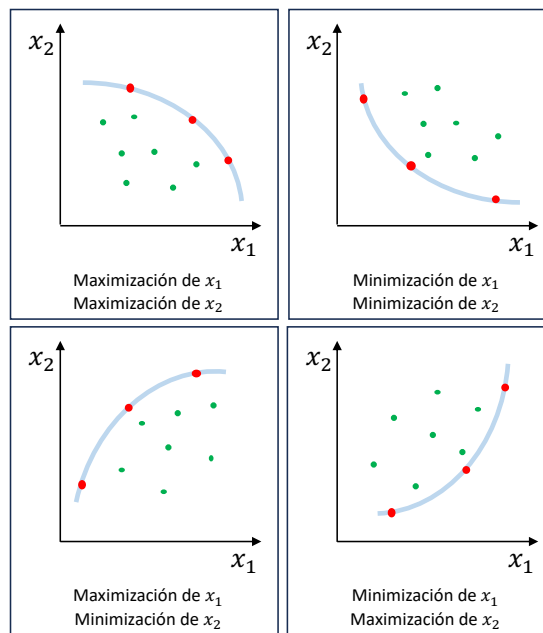 x₂
x₁
Maximización de x₁
Maximización de x₂
x₂
x₁
Minimización de x₁
Minimización de x₂
x₂
x₁
Maximización de x₁
Minimización de x₂
x₂
x₁
Minimización de x₁
Maximización de x₂